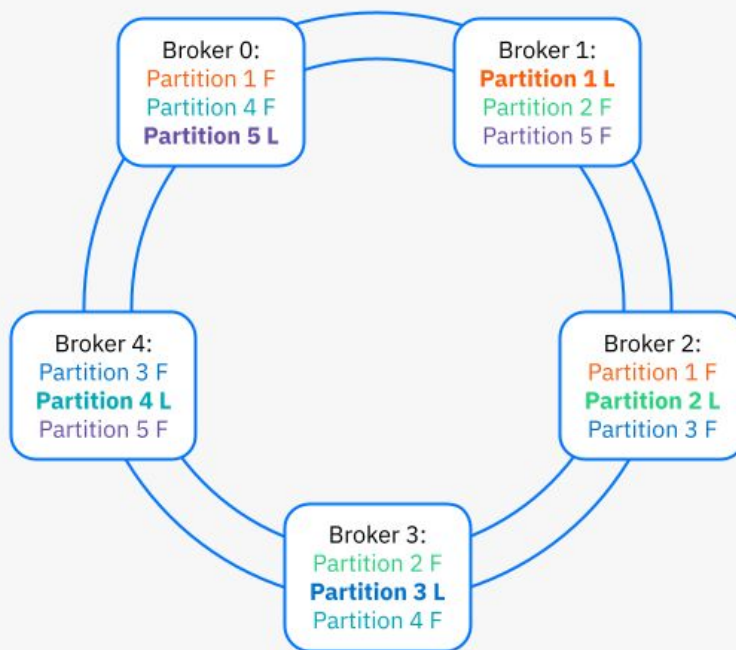 Broker 0:
Partition 1 F
Partition 4 F
Partition 5 L
Broker 1:
Partition 1 L
Partition 2 F
Partition 5 F
Broker 4:
Partition 3 F
Partition 4 L
Partition 5 F
Broker 2:
Partition 1 F
Partition 2 L
Partition 3 F
Broker 3:
Partition 2 F
Partition 3 L
Partition 4 F